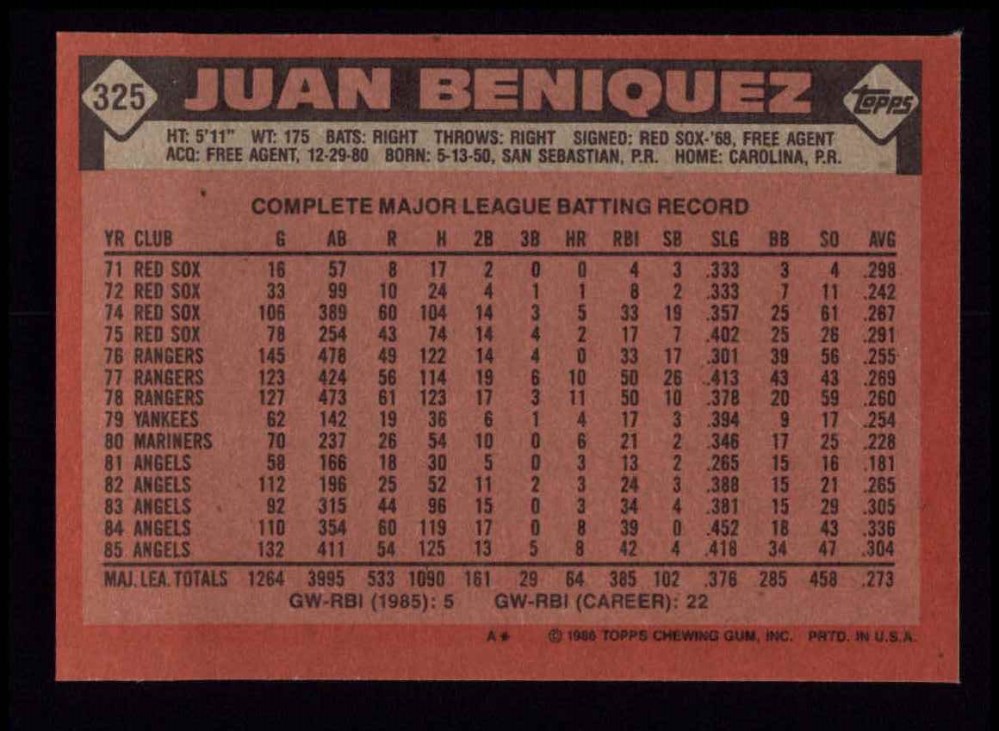 325 JUAN BENIQUEZ Topps
HT: 5'11" WT: 175 BATS: RIGHT THROWS: RIGHT SIGNED: RED SOX-'68, FREE AGENT
ACQ: FREE AGENT, 12-29-80 BORN: 5-13-50, SAN SEBASTIAN, P.R. HOME: CAROLINA, P.R.
COMPLETE MAJOR LEAGUE BATTING RECORD
YR CLUB G AB R H 2B 3B HR RBI SB SLG BB SO AVG
71 RED SOX 16 57 8 17 2 0 0 4 3 .333 3 4 .298
72 RED SOX 33 99 10 24 4 1 1 8 2 .333 7 11 .242
74 RED SOX 106 389 60 104 14 3 5 33 19 .357 25 61 .267
75 RED SOX 78 254 43 74 14 4 2 17 7 .402 25 26 .291
76 RANGERS 145 478 49 122 14 4 0 33 17 .301 39 56 .255
77 RANGERS 123 424 56 114 19 6 10 50 26 .413 43 43 .269
78 RANGERS 127 473 61 123 17 3 11 50 10 .378 20 59 .260
79 YANKEES 62 142 19 36 6 1 4 17 3 .394 9 17 .254
80 MARINERS 70 237 26 54 10 0 6 21 2 .346 17 25 .228
81 ANGELS 58 166 18 30 5 0 3 13 2 .265 15 16 .181
82 ANGELS 112 196 25 52 11 2 3 24 3 .388 15 21 .265
83 ANGELS 92 315 44 96 15 0 3 34 4 .381 15 29 .305
84 ANGELS 110 354 60 119 17 0 8 39 0 .452 18 43 .336
85 ANGELS 132 411 54 125 13 5 8 42 4 .418 34 47 .304
MAJ. LEA. TOTALS 1264 3995 533 1090 161 29 64 385 102 .376 285 458 .273
GW-RBI (1985): 5 GW-RBI (CAREER): 22
A* © 1986 TOPPS CHEWING GUM, INC. PRTD. IN U.S.A.